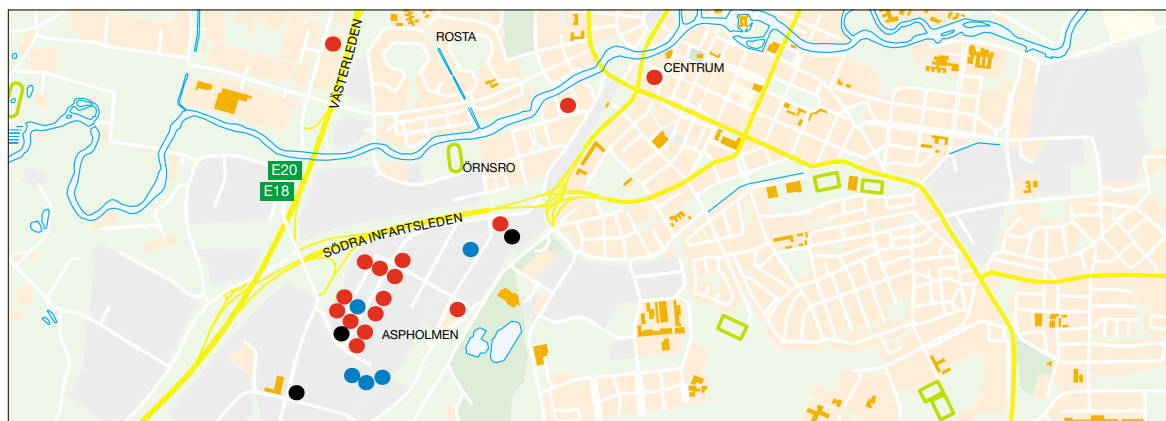 ROSTA
CENTRUM
VÄSTERLEDEN
ÖRNSRO
E20
E18
SÖDRA INFARTSLEDEN
ASPHOLMEN